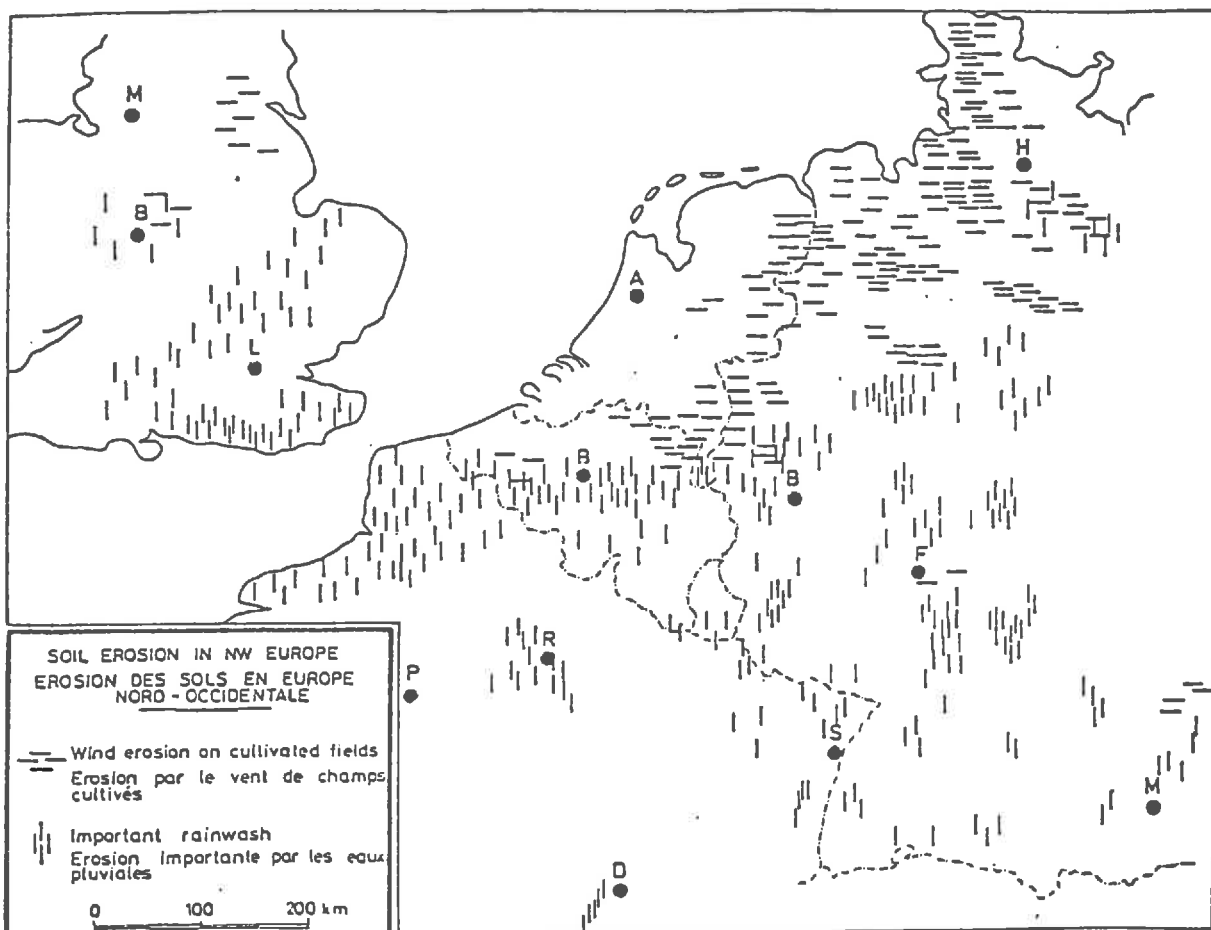 M
H
B
A
L
B
B
F
R
P
S
M
D
SOIL EROSION IN NW EUROPE
EROSION DES SOLS EN EUROPE
NORD-OCCIDENTALE
Wind erosion on cultivated fields
Erosion par le vent de champs
cultivés
Important rainwash
Erosion importante par les eaux
pluviales
0 100 200 km